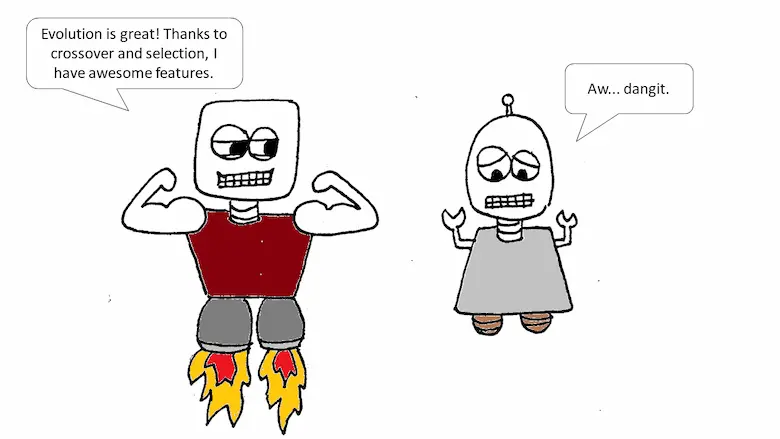 Evolution is great! Thanks to
crossover and selection, I
have awesome features.
Aw... dangit.